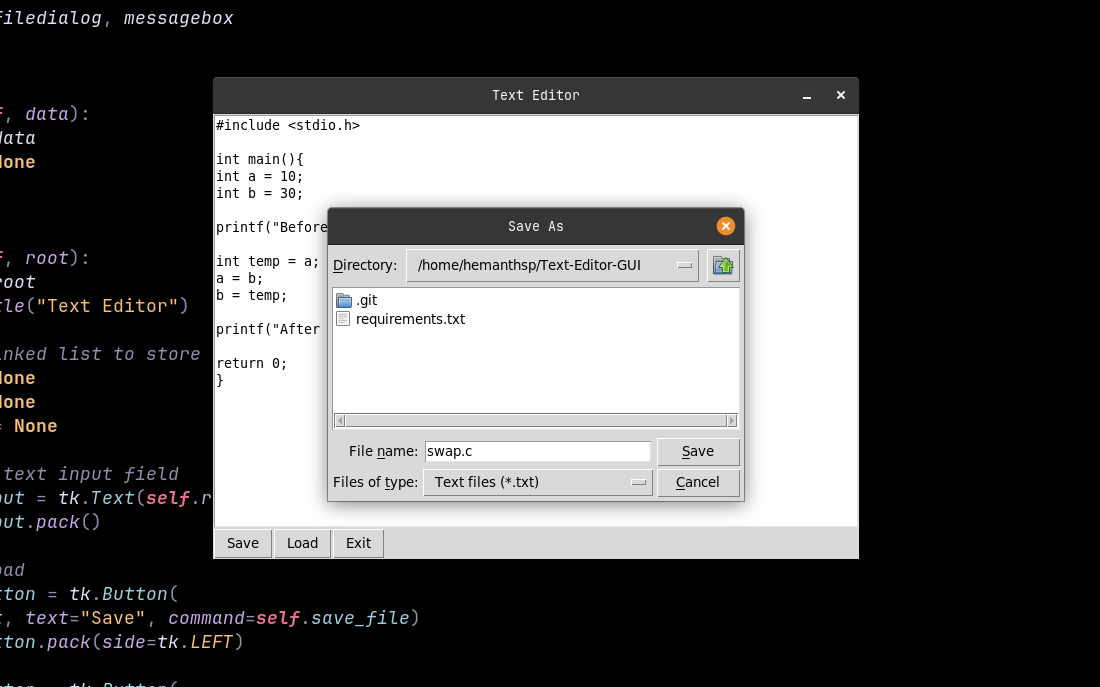 filedialog, messagebox
f, data):
data
None
f, root):
root
tle("Text Editor")
inked list to store
None
None
= None
text input field
put = tk.Text(self.r
put.pack()
oad
tton = tk.Button(
t, text="Save", command=self.save_file)
tton.pack(side=tk.LEFT)
tton = tk.Button(
Text Editor
#include <stdio.h>
int main(){
int a = 10;
int b = 30;
printf("Before
int temp = a;
a = b;
b = temp;
printf("After
return 0;
}
Save Load Exit
Save As
Directory: /home/hemanthsp/Text-Editor-GUI
.git
requirements.txt
File name: swap.c Save
Files of type: Text files (*.txt) Cancel